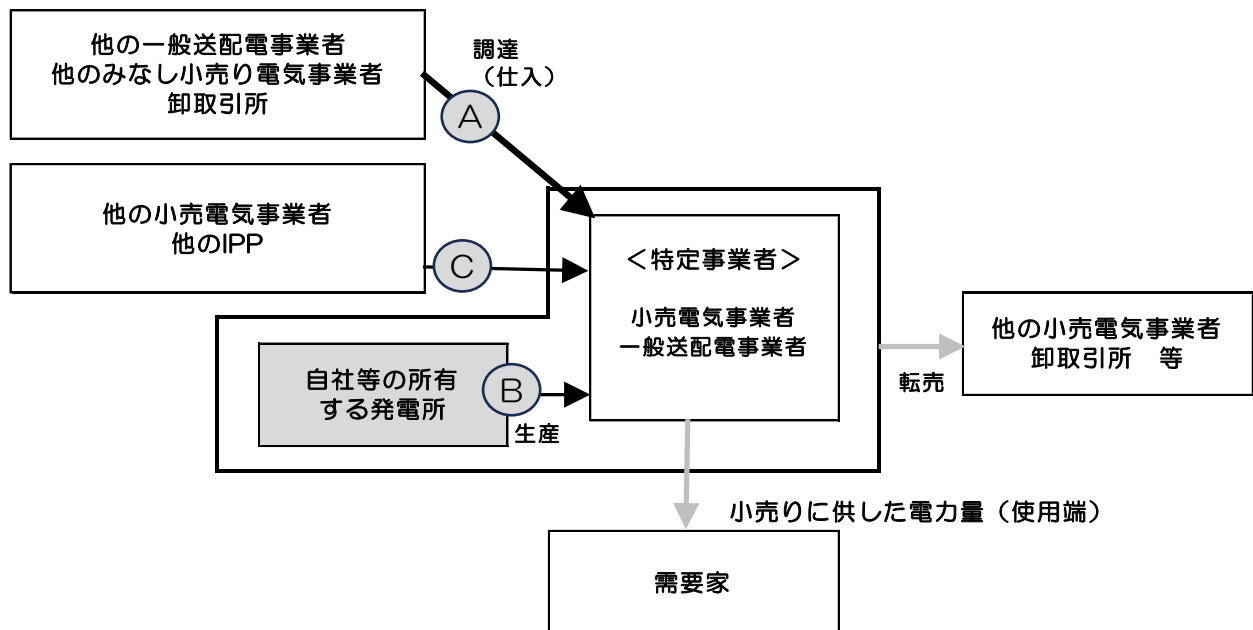 他の一般送配電事業者
他のみなし小売り電気事業者
卸取引所
調達
（仕入）
A
他の小売電気事業者
他のIPP
C
＜特定事業者＞
小売電気事業者
一般送配電事業者
自社等の所有
する発電所
B
生産
他の小売電気事業者
卸取引所　等
転売
小売りに供した電力量（使用端）
需要家